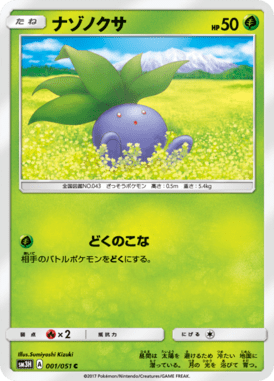 たね ナゾノクサ HP 50
全国図鑑NO.043 ざっそうポケモン 高さ：0.5m 重さ：5.4kg
どくのこな
相手のバトルポケモンをどくにする。
弱点 ×2 抵抗力 にげる
Illus.Sumiyoshi Kizuki
SM3H A 001/051 C
昼間は 太陽を 避けるため 冷たい 地面に
潜っている。 月の 光を 浴びて 育つ。
©2017 Pokémon/Nintendo/Creatures/GAME FREAK.